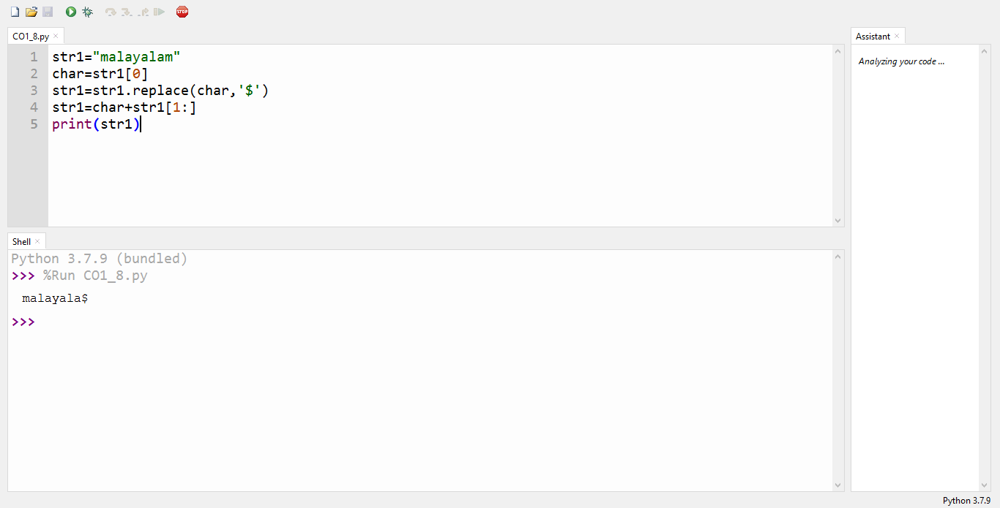 STOP
CO1_8.py
Assistant
1 str1="malayalam"
2 char=str1[0]
3 str1=str1.replace(char,'$')
4 str1=char+str1[1:]
5 print(str1)
Analyzing your code ...
Shell
Python 3.7.9 (bundled)
>>> %Run CO1_8.py
malayala$
>>>
Python 3.7.9